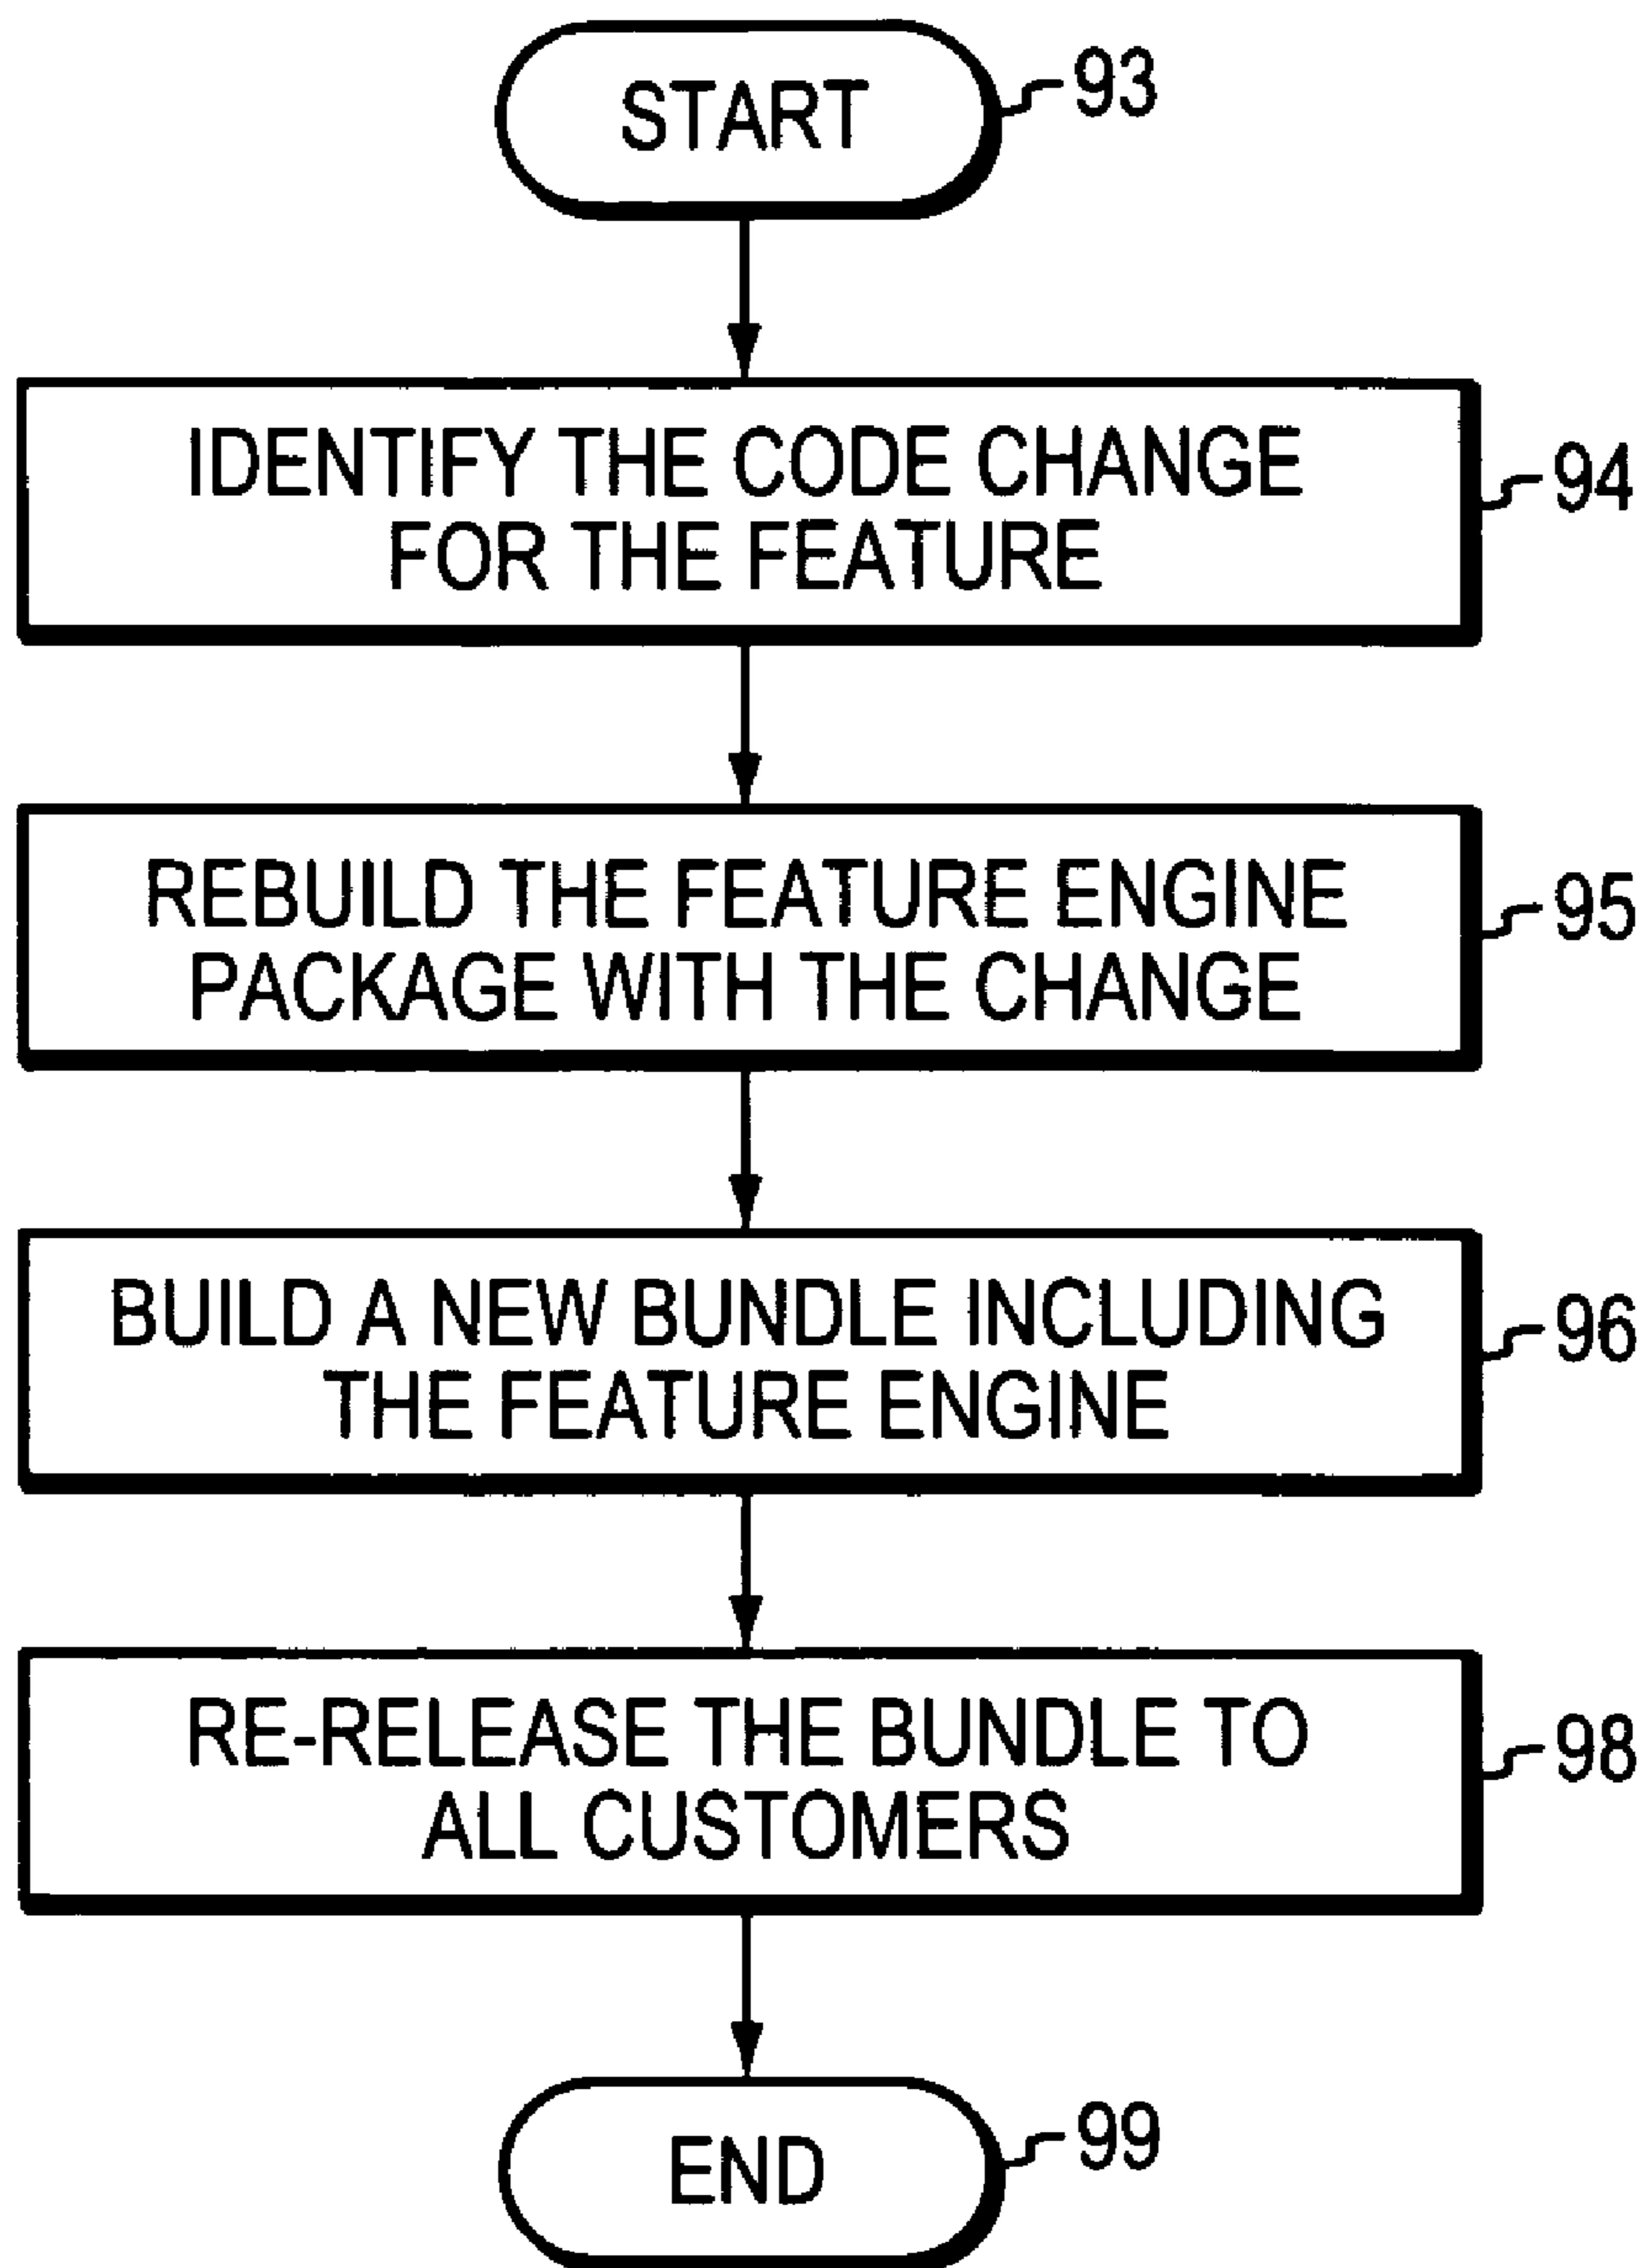 START
93
IDENTIFY THE CODE CHANGE
FOR THE FEATURE
94
REBUILD THE FEATURE ENGINE
PACKAGE WITH THE CHANGE
95
BUILD A NEW BUNDLE INCLUDING
THE FEATURE ENGINE
96
RE-RELEASE THE BUNDLE TO
ALL CUSTOMERS
98
END
99